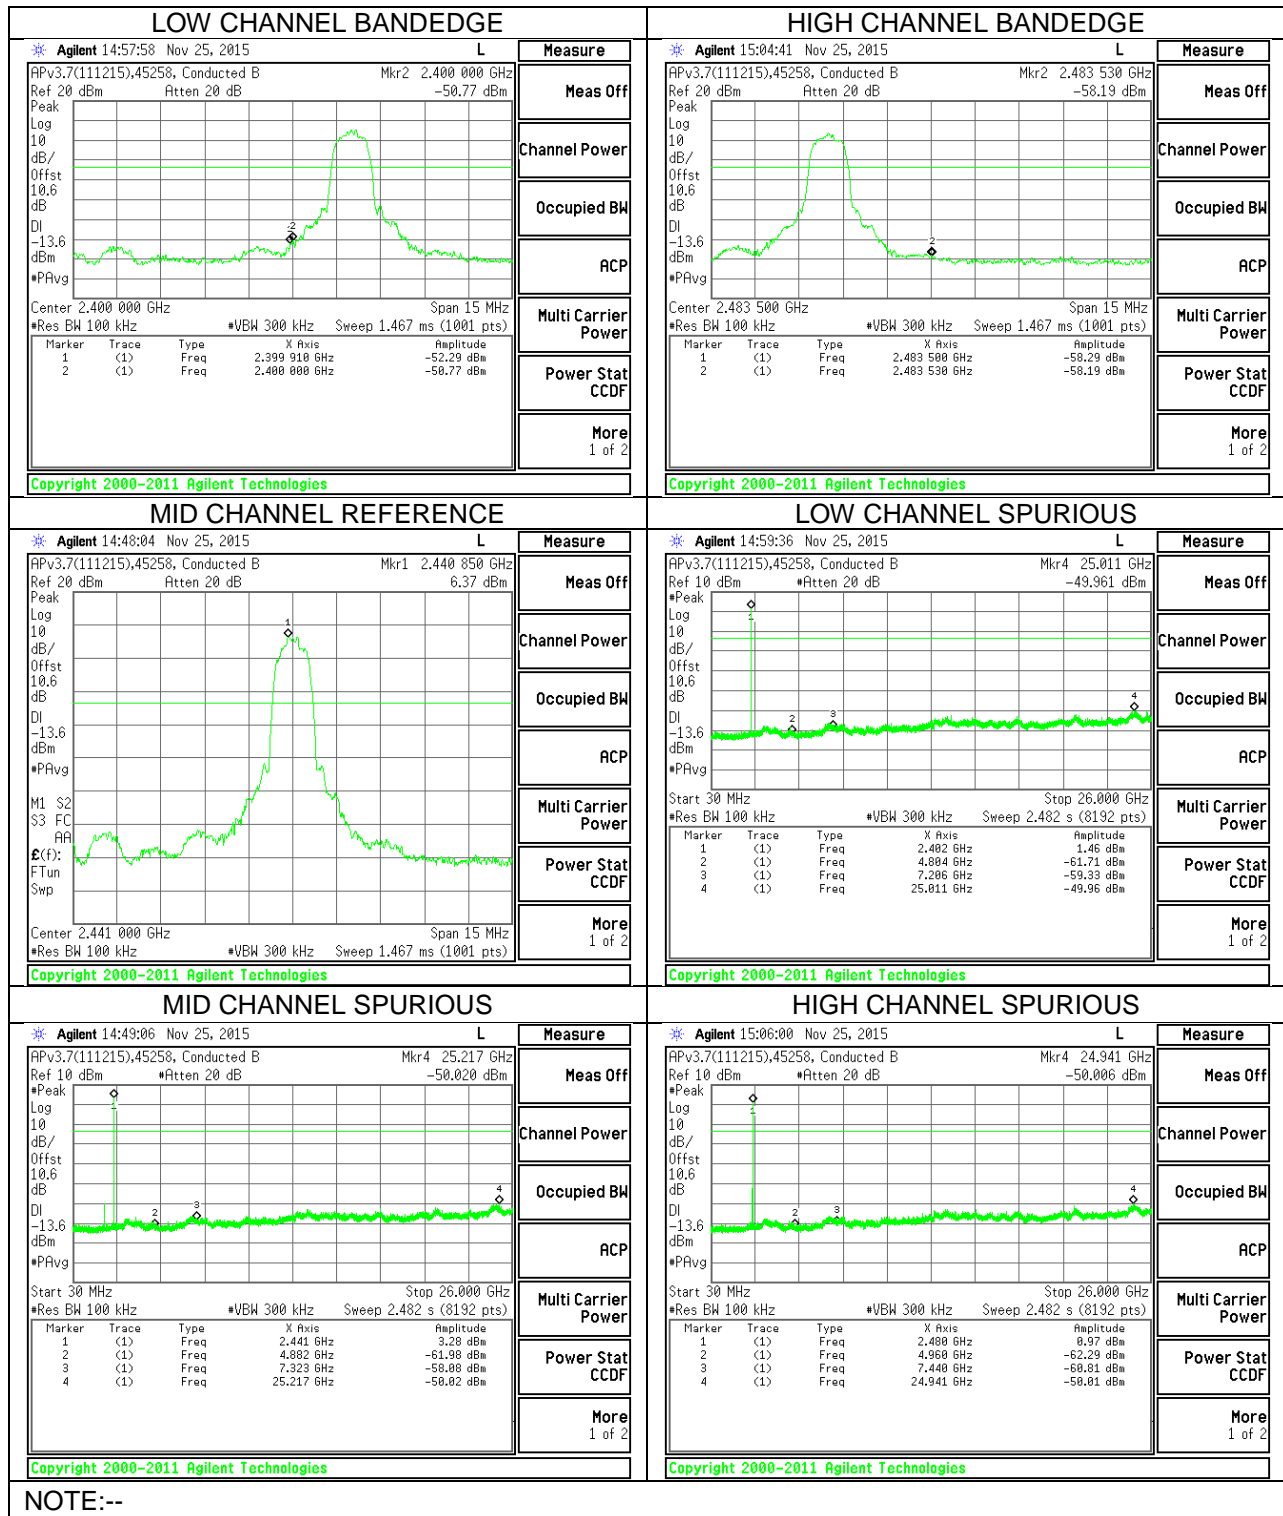 LOW CHANNEL BANDEDGE
Agilent 14:57:58 Nov 25, 2015 L
APv3.7(111215),45258, Conducted B Mkr2 2.400 000 GHz
Ref 20 dBm Atten 20 dB -50.77 dBm
Peak
Log
10
dB/
Offst
10.6
dB
DI
-13.6
dBm
#PAvg
2
Center 2.400 000 GHz Span 15 MHz
#Res BW 100 kHz #VBW 300 kHz Sweep 1.467 ms (1001 pts)
Marker Trace Type X Axis Amplitude
1 (1) Freq 2.399 910 GHz -52.29 dBm
2 (1) Freq 2.400 000 GHz -50.77 dBm
Copyright 2000-2011 Agilent Technologies
Measure
Meas Off
Channel Power
Occupied BW
ACP
Multi Carrier
Power
Power Stat
CCDF
More
1 of 2
HIGH CHANNEL BANDEDGE
Agilent 15:04:41 Nov 25, 2015 L
APv3.7(111215),45258, Conducted B Mkr2 2.483 530 GHz
Ref 20 dBm Atten 20 dB -58.19 dBm
Peak
Log
10
dB/
Offst
10.6
dB
DI
-13.6
dBm
#PAvg
2
Center 2.483 500 GHz Span 15 MHz
#Res BW 100 kHz #VBW 300 kHz Sweep 1.467 ms (1001 pts)
Marker Trace Type X Axis Amplitude
1 (1) Freq 2.483 500 GHz -58.29 dBm
2 (1) Freq 2.483 530 GHz -58.19 dBm
Copyright 2000-2011 Agilent Technologies
Measure
Meas Off
Channel Power
Occupied BW
ACP
Multi Carrier
Power
Power Stat
CCDF
More
1 of 2
MID CHANNEL REFERENCE
Agilent 14:48:04 Nov 25, 2015 L
APv3.7(111215),45258, Conducted B Mkr1 2.440 850 GHz
Ref 20 dBm Atten 20 dB 6.37 dBm
Peak
Log
10
dB/
Offst
10.6
dB
DI
-13.6
dBm
#PAvg
M1 S2
S3 FC
AA
£(f):
FTun
Swp
1
Center 2.441 000 GHz Span 15 MHz
#Res BW 100 kHz #VBW 300 kHz Sweep 1.467 ms (1001 pts)
Copyright 2000-2011 Agilent Technologies
Measure
Meas Off
Channel Power
Occupied BW
ACP
Multi Carrier
Power
Power Stat
CCDF
More
1 of 2
LOW CHANNEL SPURIOUS
Agilent 14:59:36 Nov 25, 2015 L
APv3.7(111215),45258, Conducted B Mkr4 25.011 GHz
Ref 10 dBm #Atten 20 dB -49.961 dBm
#Peak
Log
10
dB/
Offst
10.6
dB
DI
-13.6
dBm
#PAvg
1
2
3
4
Start 30 MHz Stop 26.000 GHz
#Res BW 100 kHz #VBW 300 kHz Sweep 2.482 s (8192 pts)
Marker Trace Type X Axis Amplitude
1 (1) Freq 2.402 GHz 1.46 dBm
2 (1) Freq 4.804 GHz -61.71 dBm
3 (1) Freq 7.206 GHz -59.33 dBm
4 (1) Freq 25.011 GHz -49.96 dBm
Copyright 2000-2011 Agilent Technologies
Measure
Meas Off
Channel Power
Occupied BW
ACP
Multi Carrier
Power
Power Stat
CCDF
More
1 of 2
MID CHANNEL SPURIOUS
Agilent 14:49:06 Nov 25, 2015 L
APv3.7(111215),45258, Conducted B Mkr4 25.217 GHz
Ref 10 dBm #Atten 20 dB -50.020 dBm
#Peak
Log
10
dB/
Offst
10.6
dB
DI
-13.6
dBm
#PAvg
1
2
3
4
Start 30 MHz Stop 26.000 GHz
#Res BW 100 kHz #VBW 300 kHz Sweep 2.482 s (8192 pts)
Marker Trace Type X Axis Amplitude
1 (1) Freq 2.441 GHz 3.28 dBm
2 (1) Freq 4.882 GHz -61.98 dBm
3 (1) Freq 7.323 GHz -58.08 dBm
4 (1) Freq 25.217 GHz -50.02 dBm
Copyright 2000-2011 Agilent Technologies
Measure
Meas Off
Channel Power
Occupied BW
ACP
Multi Carrier
Power
Power Stat
CCDF
More
1 of 2
HIGH CHANNEL SPURIOUS
Agilent 15:06:00 Nov 25, 2015 L
APv3.7(111215),45258, Conducted B Mkr4 24.941 GHz
Ref 10 dBm #Atten 20 dB -50.006 dBm
#Peak
Log
10
dB/
Offst
10.6
dB
DI
-13.6
dBm
#PAvg
1
2
3
4
Start 30 MHz Stop 26.000 GHz
#Res BW 100 kHz #VBW 300 kHz Sweep 2.482 s (8192 pts)
Marker Trace Type X Axis Amplitude
1 (1) Freq 2.480 GHz 0.97 dBm
2 (1) Freq 4.960 GHz -62.29 dBm
3 (1) Freq 7.440 GHz -60.81 dBm
4 (1) Freq 24.941 GHz -50.01 dBm
Copyright 2000-2011 Agilent Technologies
Measure
Meas Off
Channel Power
Occupied BW
ACP
Multi Carrier
Power
Power Stat
CCDF
More
1 of 2
NOTE:--